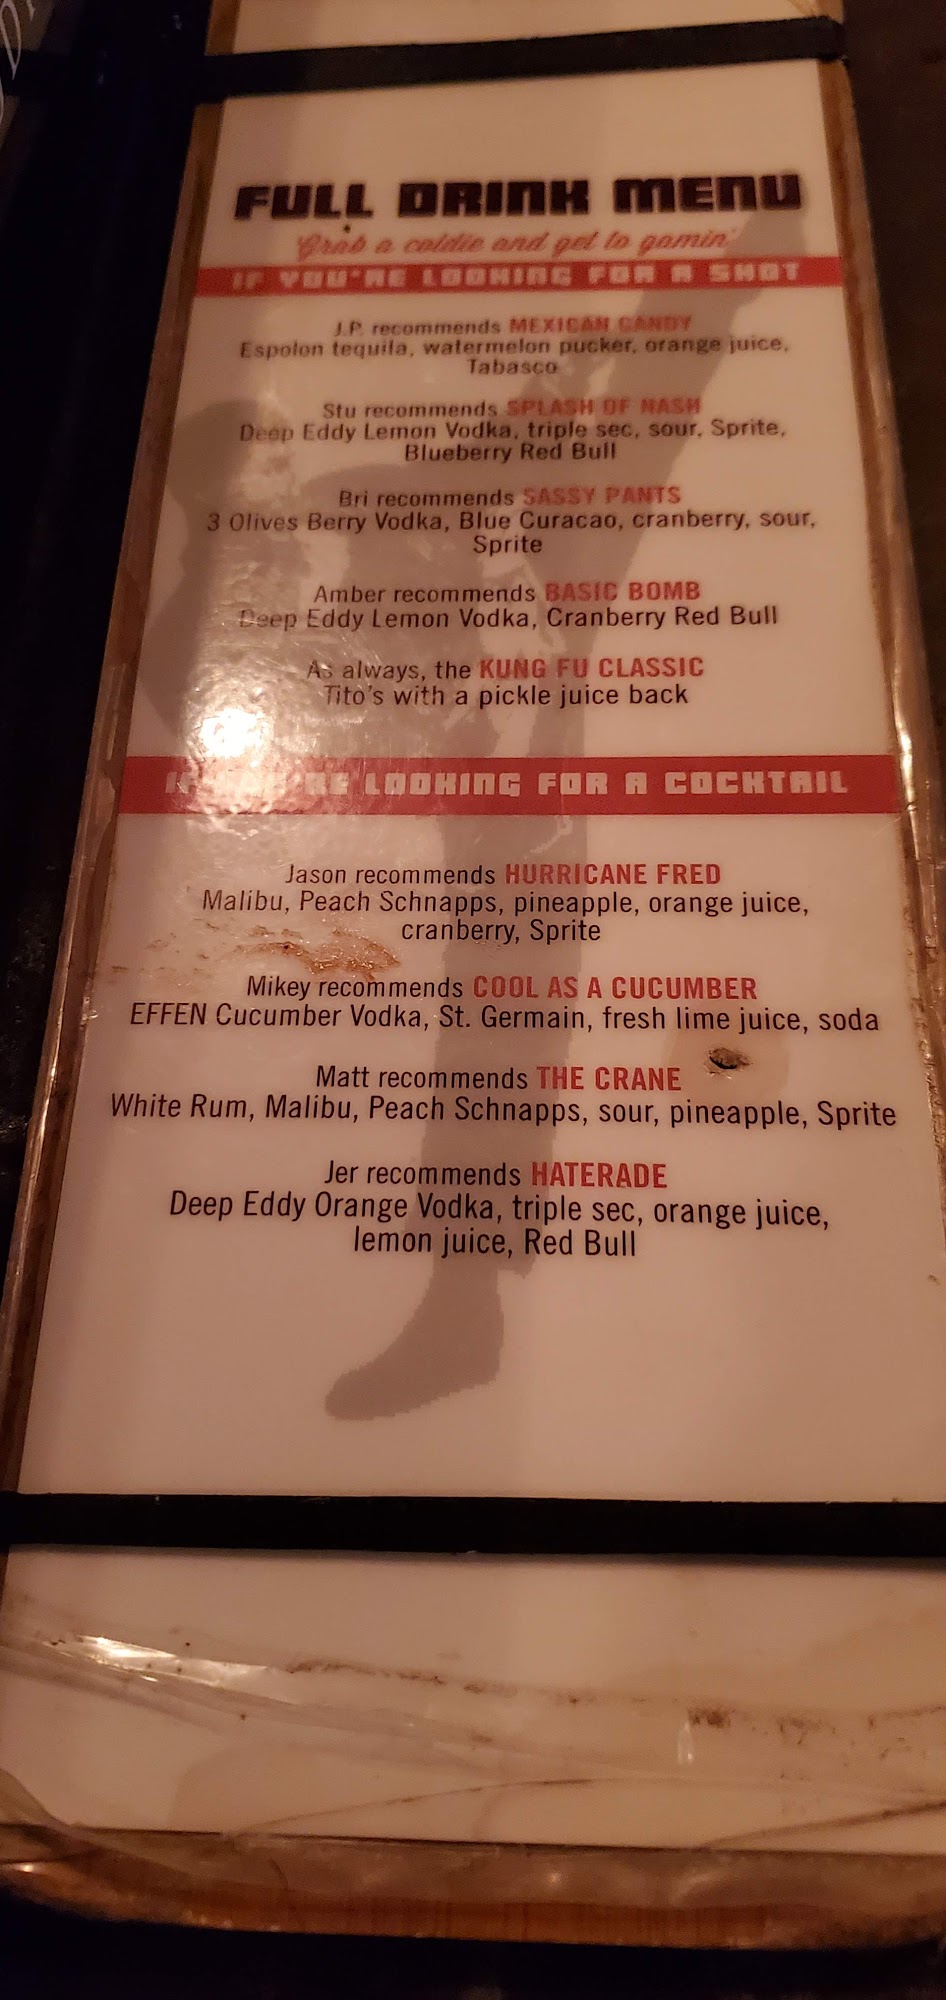 FULL DRINK MENU
Grab a coldie and get to gamin'
IF YOU'RE LOOKING FOR A SHOT
J.P. recommends MEXICAN CANDY
Espolon tequila, watermelon pucker, orange juice,
Tabasco
Stu recommends SPLASH OF NASH
Deep Eddy Lemon Vodka, triple sec, sour, Sprite,
Blueberry Red Bull
Bri recommends SASSY PANTS
3 Olives Berry Vodka, Blue Curacao, cranberry, sour,
Sprite
Amber recommends BASIC BOMB
Deep Eddy Lemon Vodka, Cranberry Red Bull
As always, the KUNG FU CLASSIC
Tito's with a pickle juice back
IF YOU'RE LOOKING FOR A COCKTAIL
Jason recommends HURRICANE FRED
Malibu, Peach Schnapps, pineapple, orange juice,
cranberry, Sprite
Mikey recommends COOL AS A CUCUMBER
EFFEN Cucumber Vodka, St. Germain, fresh lime juice, soda
Matt recommends THE CRANE
White Rum, Malibu, Peach Schnapps, sour, pineapple, Sprite
Jer recommends HATERADE
Deep Eddy Orange Vodka, triple sec, orange juice,
lemon juice, Red Bull